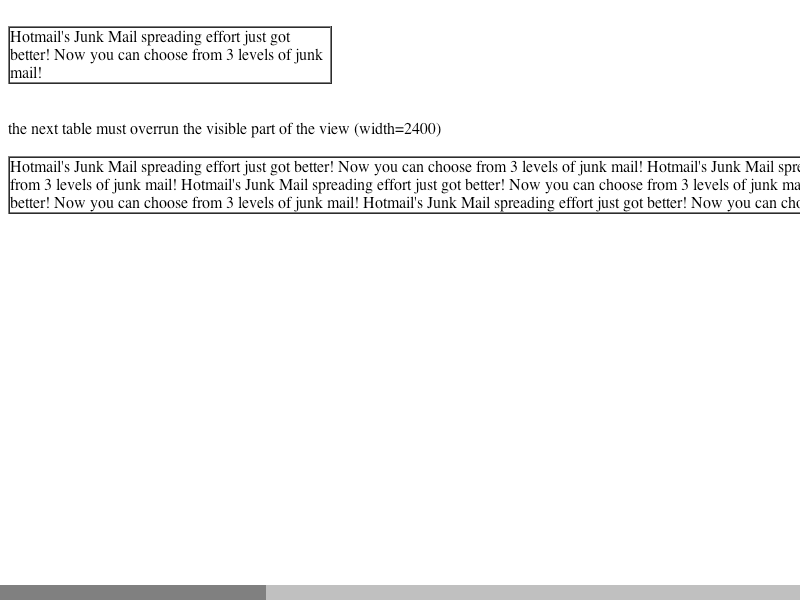 Hotmail's Junk Mail spreading effort just got
better! Now you can choose from 3 levels of junk
mail!
the next table must overrun the visible part of the view (width=2400)
Hotmail's Junk Mail spreading effort just got better! Now you can choose from 3 levels of junk mail! Hotmail's Junk Mail spre
from 3 levels of junk mail! Hotmail's Junk Mail spreading effort just got better! Now you can choose from 3 levels of junk ma
better! Now you can choose from 3 levels of junk mail! Hotmail's Junk Mail spreading effort just got better! Now you can cho